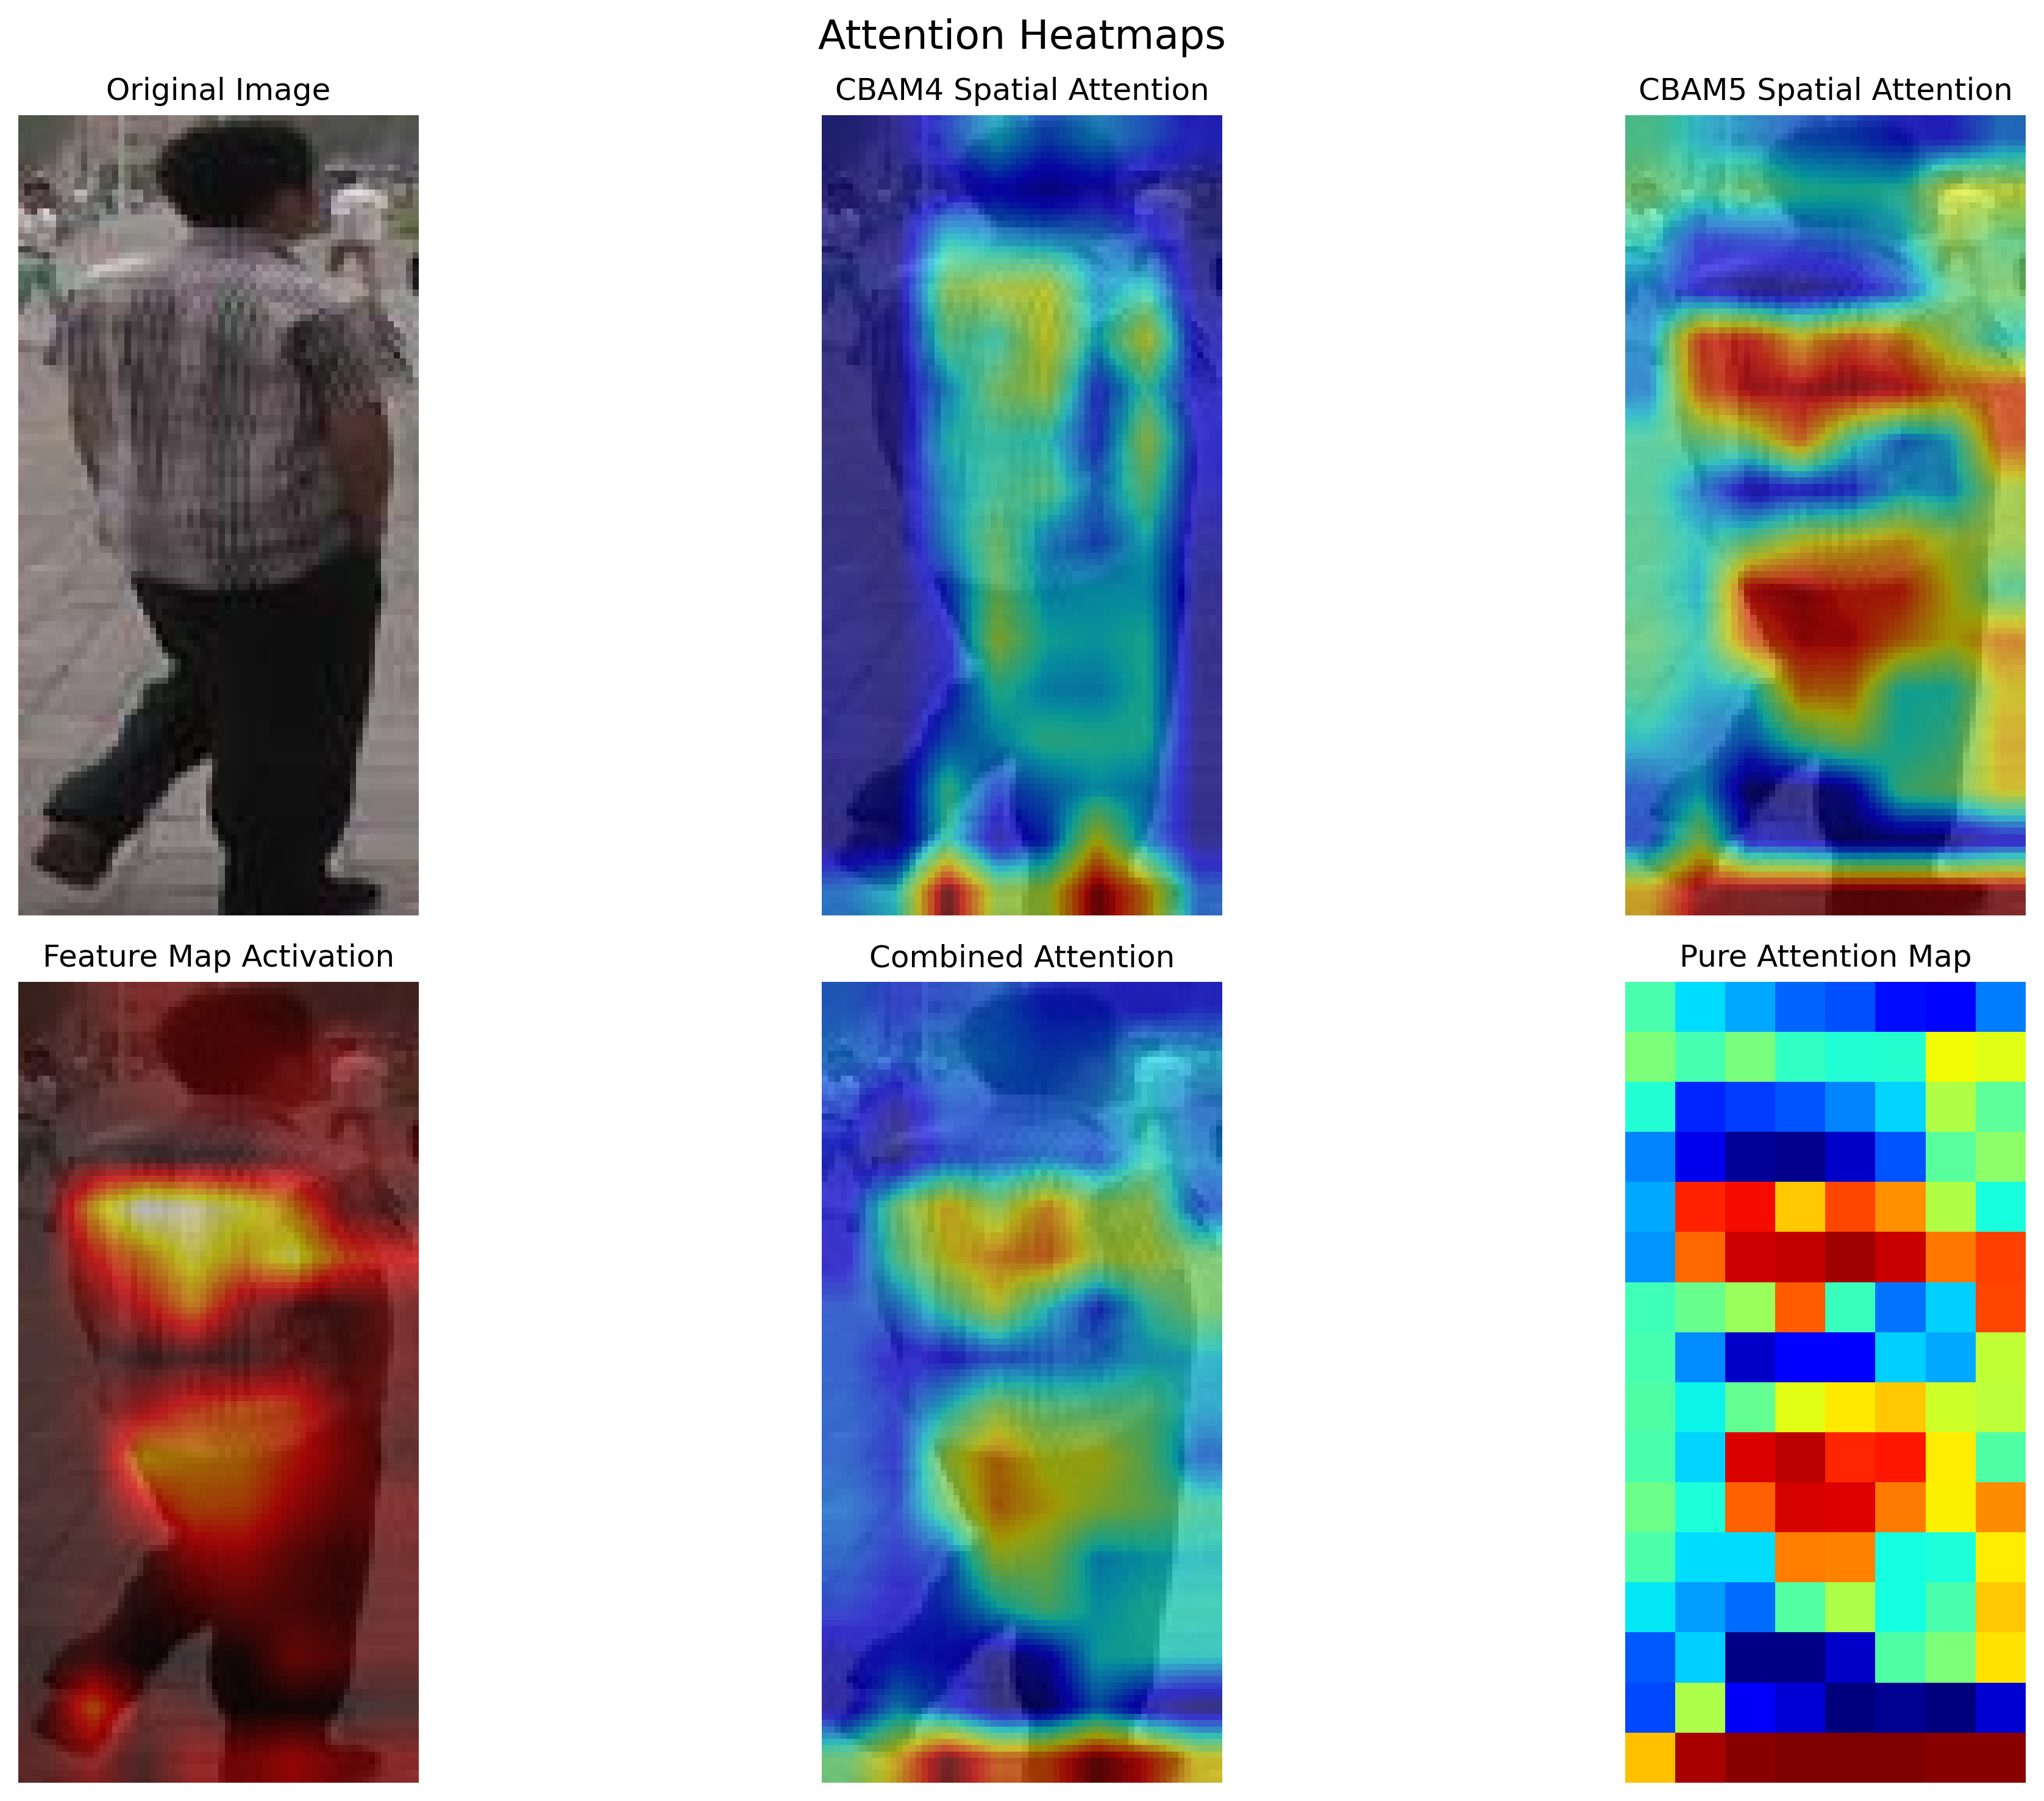 Attention Heatmaps
Original Image
CBAM4 Spatial Attention
CBAM5 Spatial Attention
Feature Map Activation
Combined Attention
Pure Attention Map